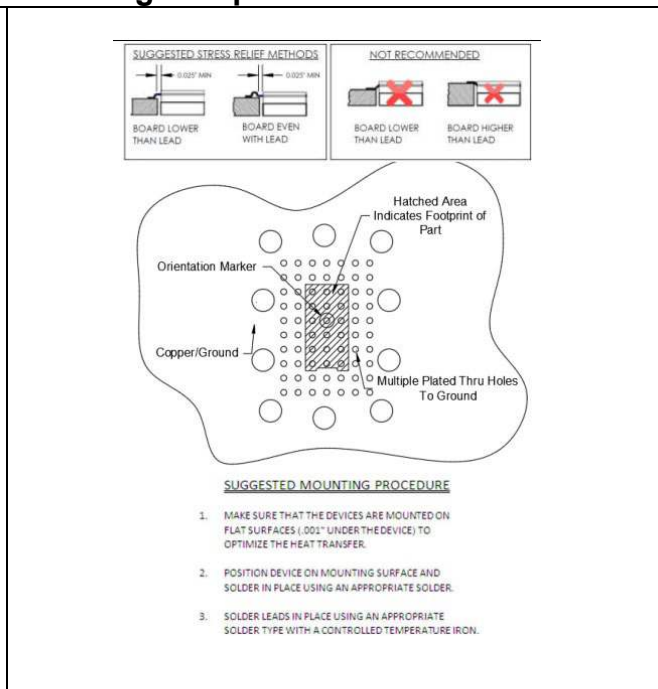 SUGGESTED STRESS RELIEF METHODS
0.025" MIN
0.025" MIN
BOARD LOWER
THAN LEAD
BOARD EVEN
WITH LEAD
NOT RECOMMENDED
BOARD LOWER
THAN LEAD
BOARD HIGHER
THAN LEAD
Hatched Area
Indicates Footprint of
Part
Orientation Marker
Copper/Ground
Multiple Plated Thru Holes
To Ground
SUGGESTED MOUNTING PROCEDURE
1. MAKE SURE THAT THE DEVICES ARE MOUNTED ON
FLAT SURFACES (.001" UNDER THE DEVICE) TO
OPTIMIZE THE HEAT TRANSFER.
2. POSITION DEVICE ON MOUNTING SURFACE AND
SOLDER IN PLACE USING AN APPROPRIATE SOLDER.
3. SOLDER LEADS IN PLACE USING AN APPROPRIATE
SOLDER TYPE WITH A CONTROLLED TEMPERATURE IRON.